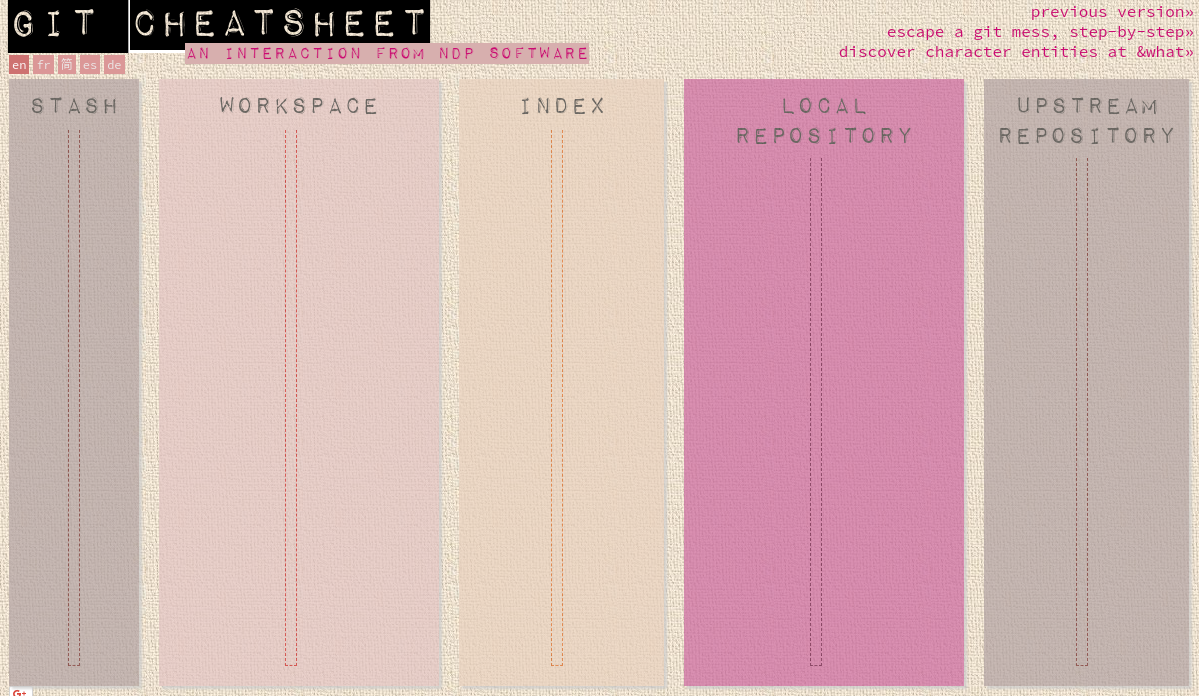 GIT CHEATSHEET
AN INTERACTION FROM NDP SOFTWARE
previous version»
escape a git mess, step-by-step»
discover character entities at &what»
en fr 简 es de
STASH
WORKSPACE
INDEX
LOCAL
REPOSITORY
UPSTREAM
REPOSITORY
G+